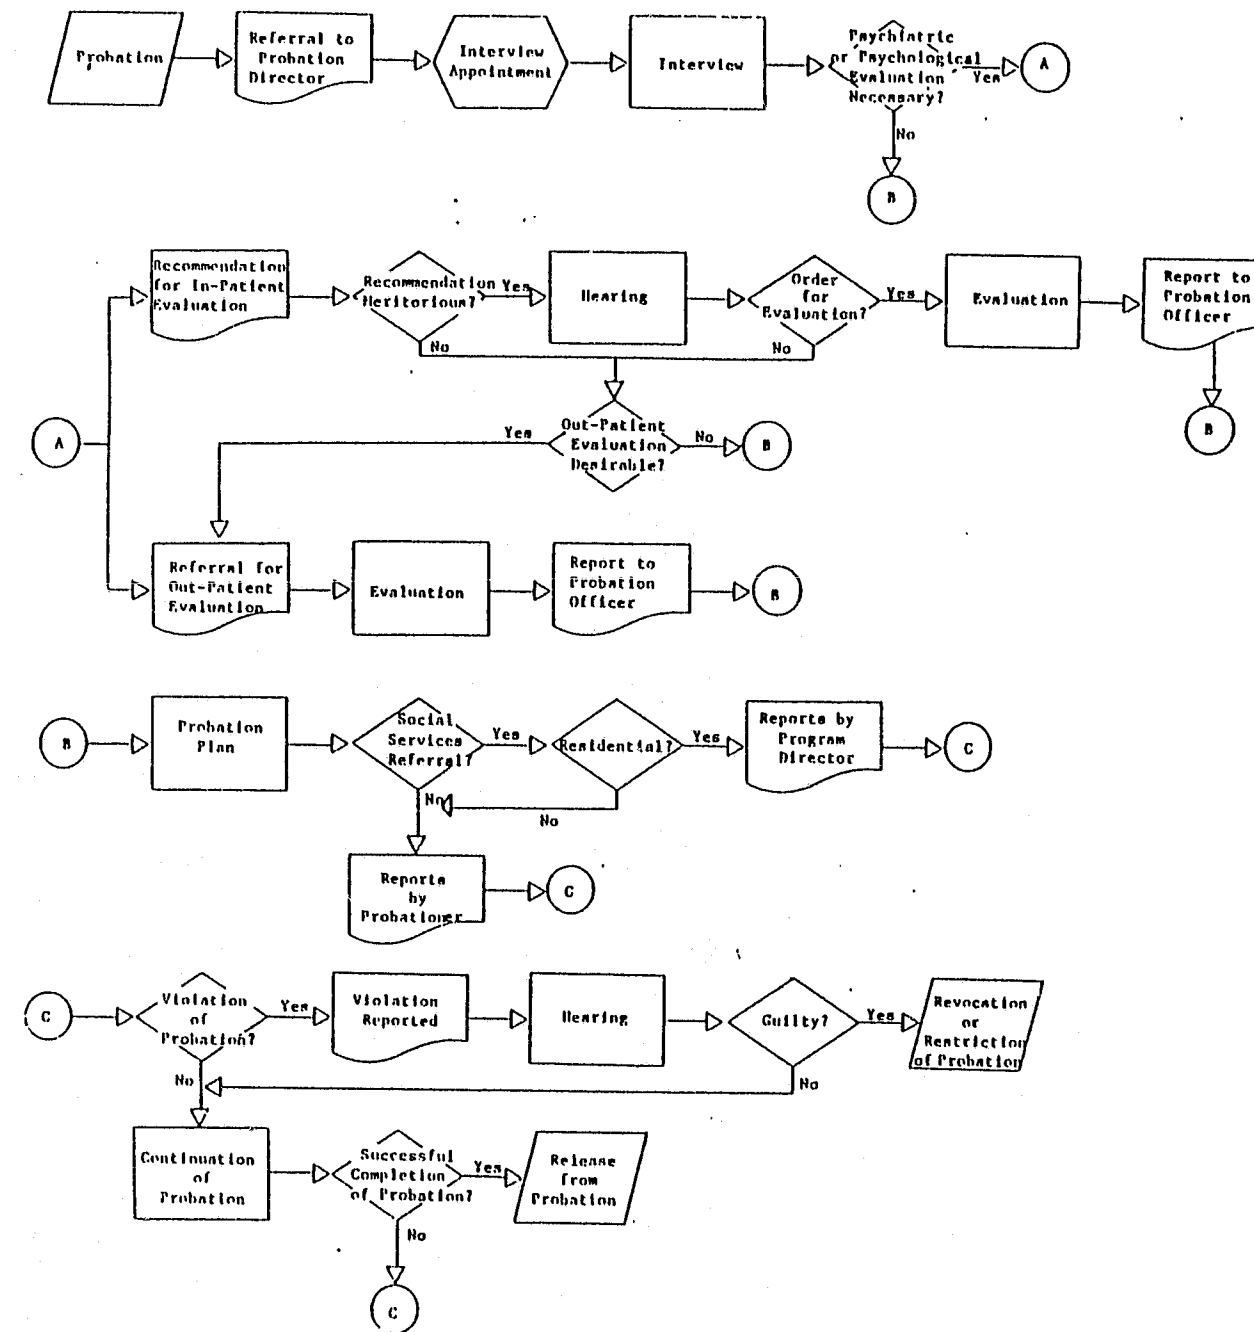 Probation
Referral to
Probation
Director
Interview
Appointment
Interview
Psychiatric
or Psychological
Evaluation
Necessary?
Yes
A
No
B
Recommendation
for In-Patient
Evaluation
Recommendation
Meritorious?
Yes
No
Hearing
Order
for
Evaluation?
Yes
No
Evaluation
Report to
Probation
Officer
B
A
Out-Patient
Evaluation
Desirable?
Yes
No
B
Referral for
Out-Patient
Evaluation
Evaluation
Report to
Probation
Officer
B
B
Probation
Plan
Social
Services
Referral?
Yes
No
Residential?
Yes
No
Reports by
Program
Director
C
Reports
by
Probationer
C
C
Violation
of
Probation?
Yes
No
Violation
Reported
Hearing
Guilty?
Yes
No
Revocation
or
Restriction
of Probation
Continuation
of
Probation
Successful
Completion
of Probation?
Yes
No
Release
from
Probation
C